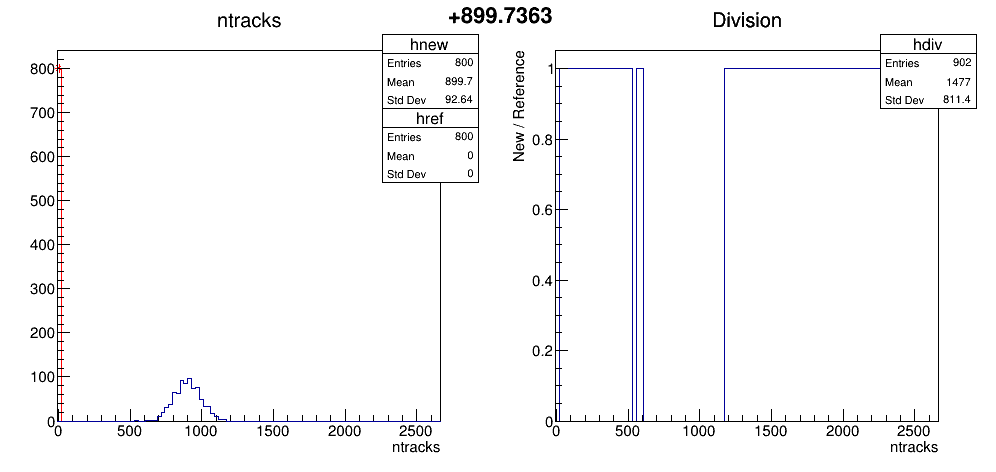 +899.7363
ntracks
hnew
Entries 800
Mean 899.7
Std Dev 92.64
href
Entries 800
Mean 0
Std Dev 0
800
700
600
500
400
300
200
100
0
0 500 1000 1500 2000 2500
ntracks
Division
hdiv
Entries 902
Mean 1477
Std Dev 811.4
New / Reference
1
0.8
0.6
0.4
0.2
0
0 500 1000 1500 2000 2500
ntracks